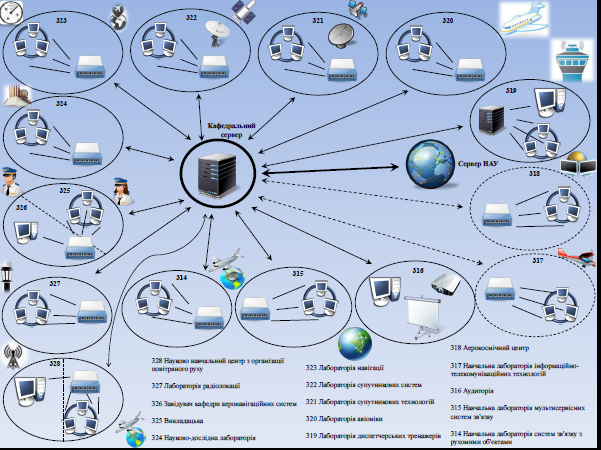 323
322
321
320
319
324
Кафедральний
сервер
Сервер НАУ
318
325
326
317
327
314
315
316
328
328 Науково навчальний центр з організації
повітряного руху
327 Лабораторія радіолокації
326 Завідувач кафедри аеронавігаційних систем
325 Викладацька
324 Науково-дослідна лабораторія
323 Лабораторія навігації
322 Лабораторія супутникових систем
321 Лабораторія супутникових технологій
320 Лабораторія авіоніки
319 Лабораторія диспетчерських тренажерів
318 Аерокосмічний центр
317 Навчальна лабораторія інформаційно-
телекомунікаційних технологій
316 Аудиторія
315 Навчальна лабораторія мультисервісних
систем зв'язку
314 Навчальна лабораторія систем зв'язку з
рухомими об'єктами